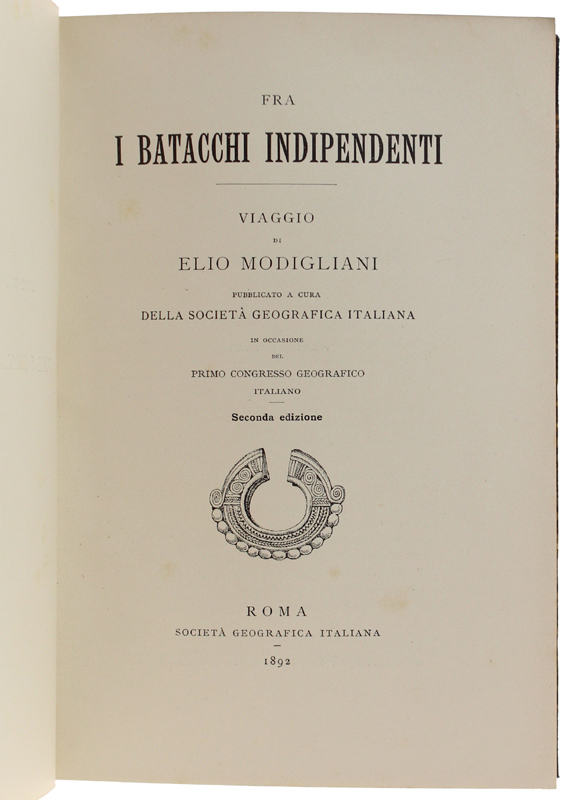 FRA
I BATACCHI INDIPENDENTI
VIAGGIO
DI
ELIO MODIGLIANI
PUBBLICATO A CURA
DELLA SOCIETÀ GEOGRAFICA ITALIANA
IN OCCASIONE
DEL
PRIMO CONGRESSO GEOGRAFICO
ITALIANO
Seconda edizione
ROMA
SOCIETÀ GEOGRAFICA ITALIANA
1892